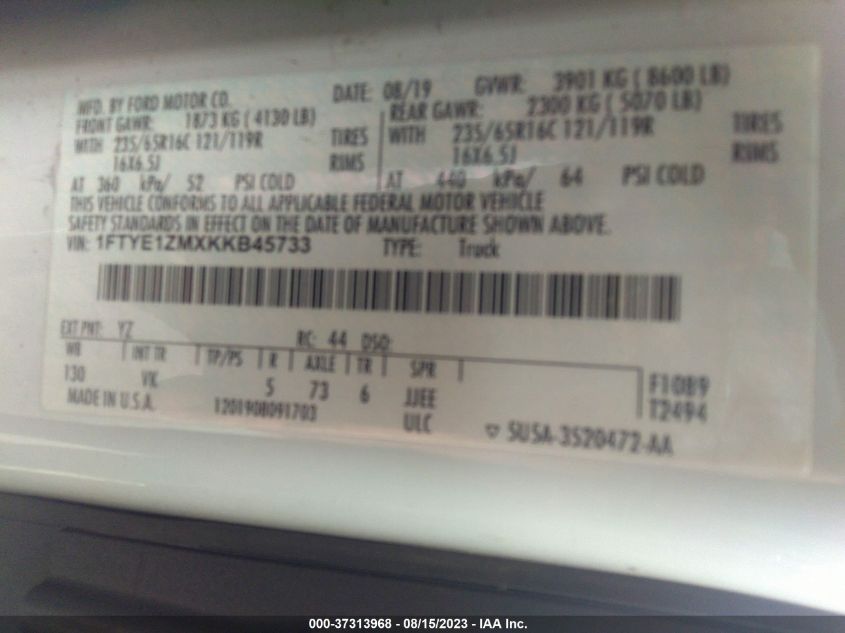 MFD. BY FORD MOTOR CO. DATE: 08/19 GVWR: 3901 KG ( 8600 LB)
FRONT GAWR: 1873 KG ( 4130 LB) REAR GAWR: 2300 KG ( 5070 LB)
WITH 235/65R16C 121/119R TIRES WITH 235/65R16C 121/119R TIRES
16X6.5J RIMS 16X6.5J RIMS
AT 360 kPa/ 52 PSI COLD AT 440 kPa/ 64 PSI COLD
THIS VEHICLE CONFORMS TO ALL APPLICABLE FEDERAL MOTOR VEHICLE
SAFETY STANDARDS IN EFFECT ON THE DATE OF MANUFACTURE SHOWN ABOVE.
VIN: 1FTYE1ZMXKKB45733 TYPE: Truck
EXT PNT: YZ RC: 44 DSO:
WB INT TR TP/PS R AXLE TR SPR
130 VK 5 73 6 JJEE F1089
MADE IN U.S.A. 1201908091703 ULC T2494
▽ SU5A-3520472-AA
000-37313968 - 08/15/2023 - IAA Inc.